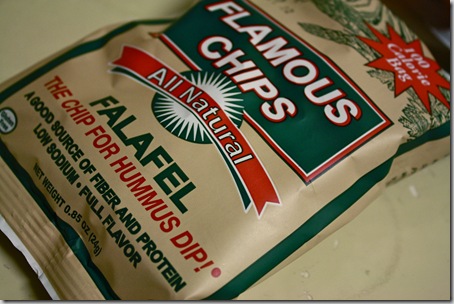 FLAMOUS
CHIPS
100
Calorie
Bag
All Natural
FALAFEL
THE CHIP FOR HUMMUS DIP!
A GOOD SOURCE OF FIBER AND PROTEIN
LOW SODIUM • FULL FLAVOR
NET WEIGHT 0.85 OZ (24g)